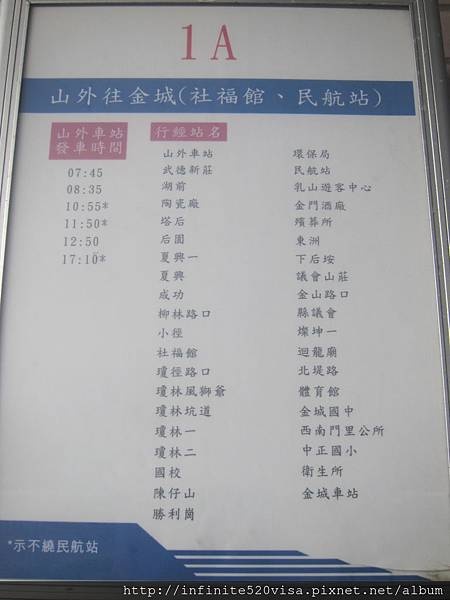 1A
山外往金城(社福館、民航站)
山外車站
發車時間
07:45
08:35
10:55*
11:50*
12:50
17:10*
行經站名
山外車站
武德新莊
湖前
陶瓷廠
塔后
后園
夏興一
夏興
成功
柳林路口
小徑
社福館
瓊徑路口
瓊林風獅爺
瓊林坑道
瓊林一
瓊林二
國校
陳仔山
勝利崗
環保局
民航站
乳山遊客中心
金門酒廠
殯葬所
東洲
下后垵
議會山莊
金山路口
縣議會
燦坤一
迴龍廟
北堤路
體育館
金城國中
西南門里公所
中正國小
衛生所
金城車站
*示不繞民航站
http://infinite520visa.pixnet.net/album